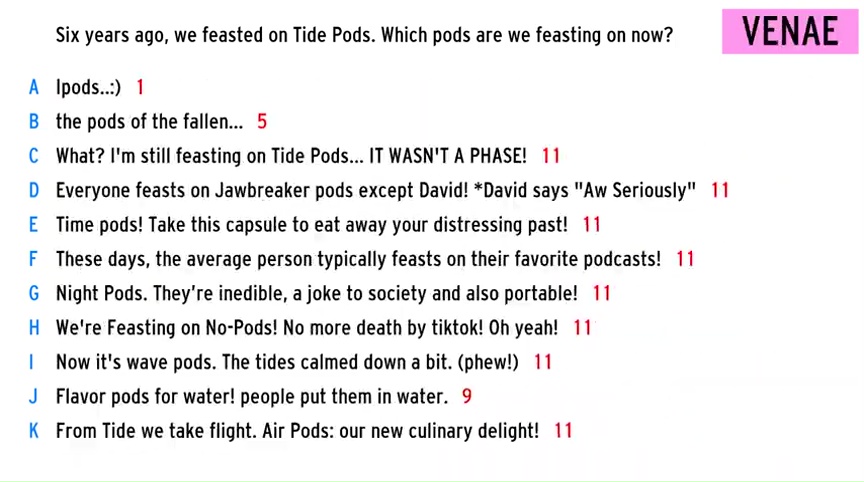 Six years ago, we feasted on Tide Pods. Which pods are we feasting on now?
VENAE
A Ipods..:) 1
B the pods of the fallen... 5
C What? I'm still feasting on Tide Pods... IT WASN'T A PHASE! 11
D Everyone feasts on Jawbreaker pods except David! *David says "Aw Seriously" 11
E Time pods! Take this capsule to eat away your distressing past! 11
F These days, the average person typically feasts on their favorite podcasts! 11
G Night Pods. They're inedible, a joke to society and also portable! 11
H We're Feasting on No-Pods! No more death by tiktok! Oh yeah! 11
I Now it's wave pods. The tides calmed down a bit. (phew!) 11
J Flavor pods for water! people put them in water. 9
K From Tide we take flight. Air Pods: our new culinary delight! 11